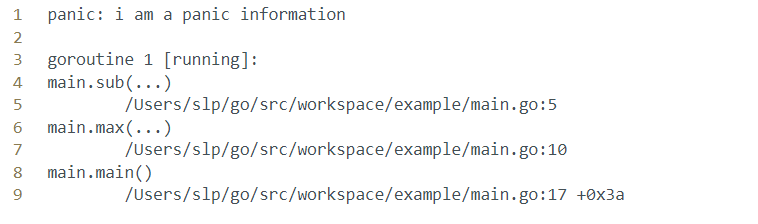 1 panic: i am a panic information
2
3 goroutine 1 [running]:
4 main.sub(...)
5 /Users/slp/go/src/workspace/example/main.go:5
6 main.max(...)
7 /Users/slp/go/src/workspace/example/main.go:10
8 main.main()
9 /Users/slp/go/src/workspace/example/main.go:17 +0x3a